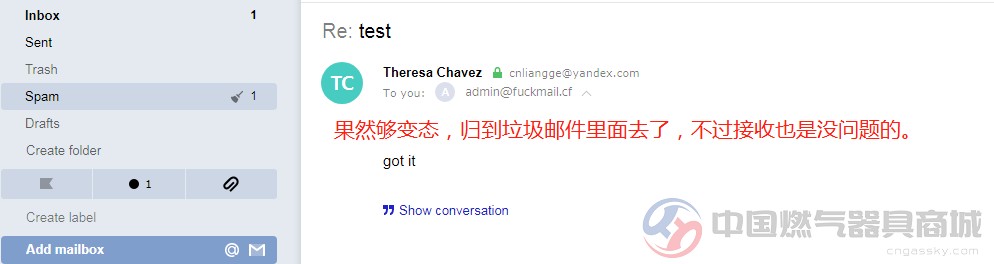 Inbox 1
Sent
Trash
Spam 1
Drafts
Create folder
1
Create label
Add mailbox @
Re: test
TC
Theresa Chavez cnliangge@yandex.com
To you: A admin@fuckmail.cf
果然够变态，归到垃圾邮件里面去了，不过接收也是没问题的。
got it
Show conversation
中国燃气器具商城
cngassky.com